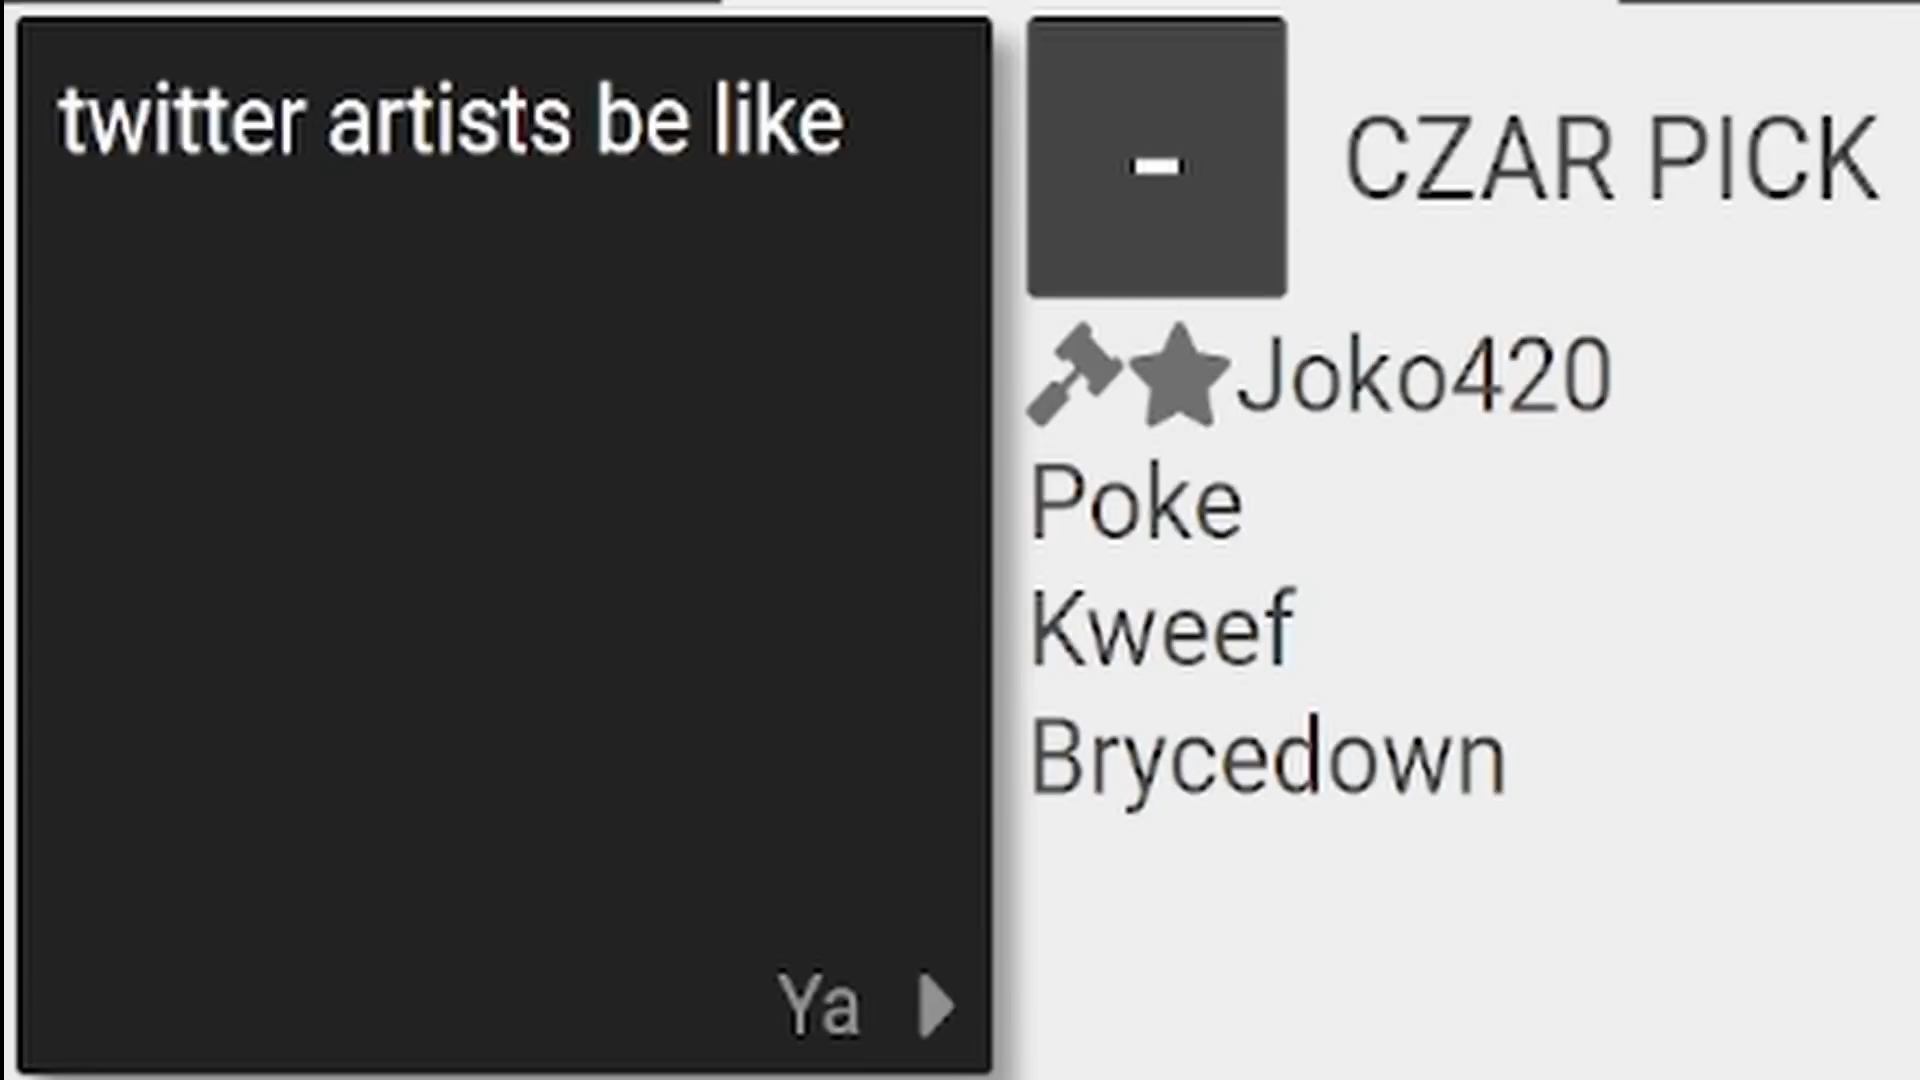 twitter artists be like
Ya
-
CZAR PICK
Joko420
Poke
Kweef
Brycedown